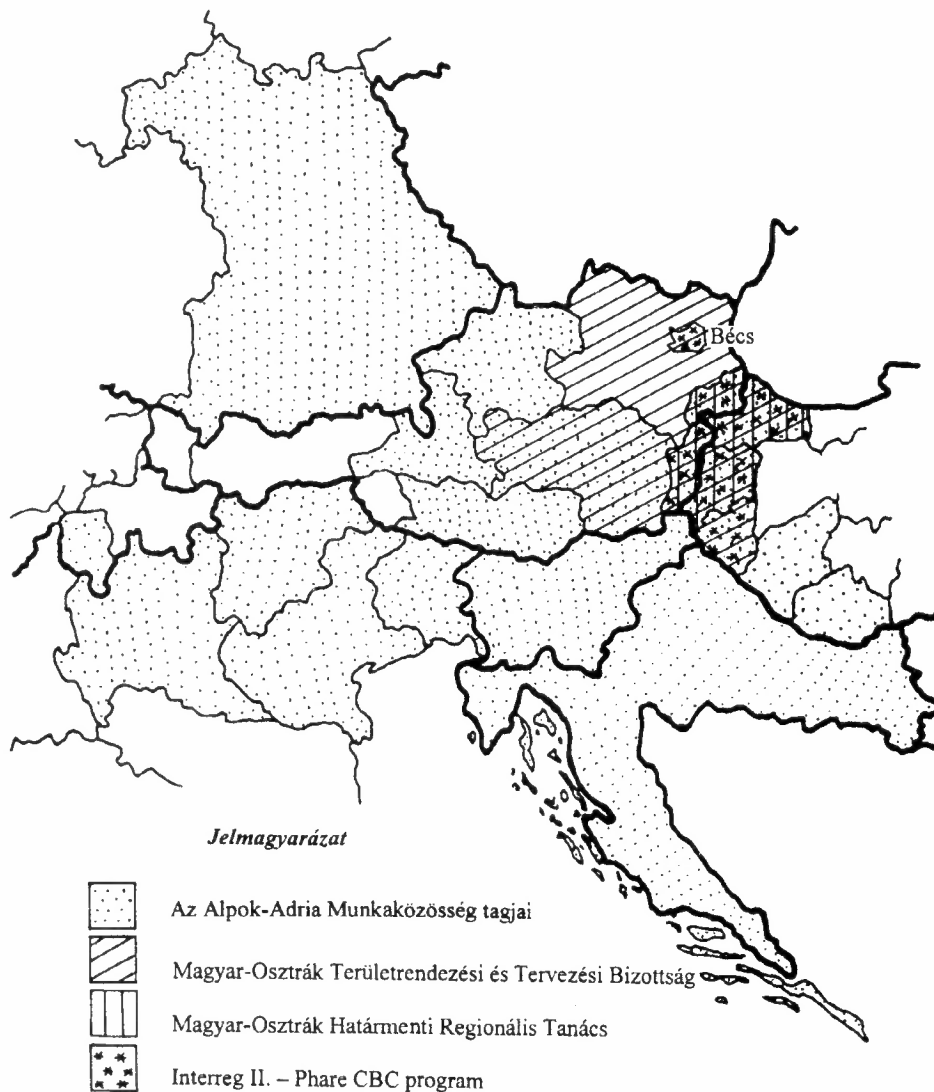 Bécs
Jelmagyarázat
Az Alpok-Adria Munkaközösség tagjai
Magyar-Osztrák Területrendezési és Tervezési Bizottság
Magyar-Osztrák Határmenti Regionális Tanács
Interreg II. – Phare CBC program